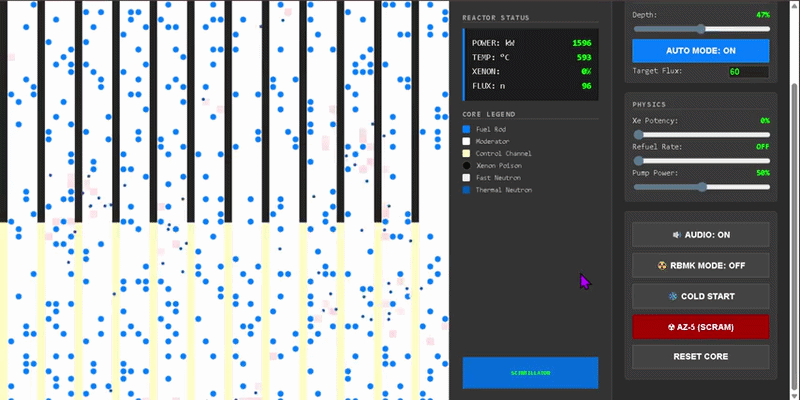 REACTOR STATUS
POWER: kW 1596
TEMP: °C 593
XENON: 0%
FLUX: n 96
CORE LEGEND
Fuel Rod
Moderator
Control Channel
Xenon Poison
Fast Neutron
Thermal Neutron
Depth: 47%
AUTO MODE: ON
Target Flux: 60
PHYSICS
Xe Potency: 0%
Refuel Rate: OFF
Pump Power: 50%
AUDIO: ON
RBMK MODE: OFF
COLD START
AZ-5 (SCRAM)
RESET CORE